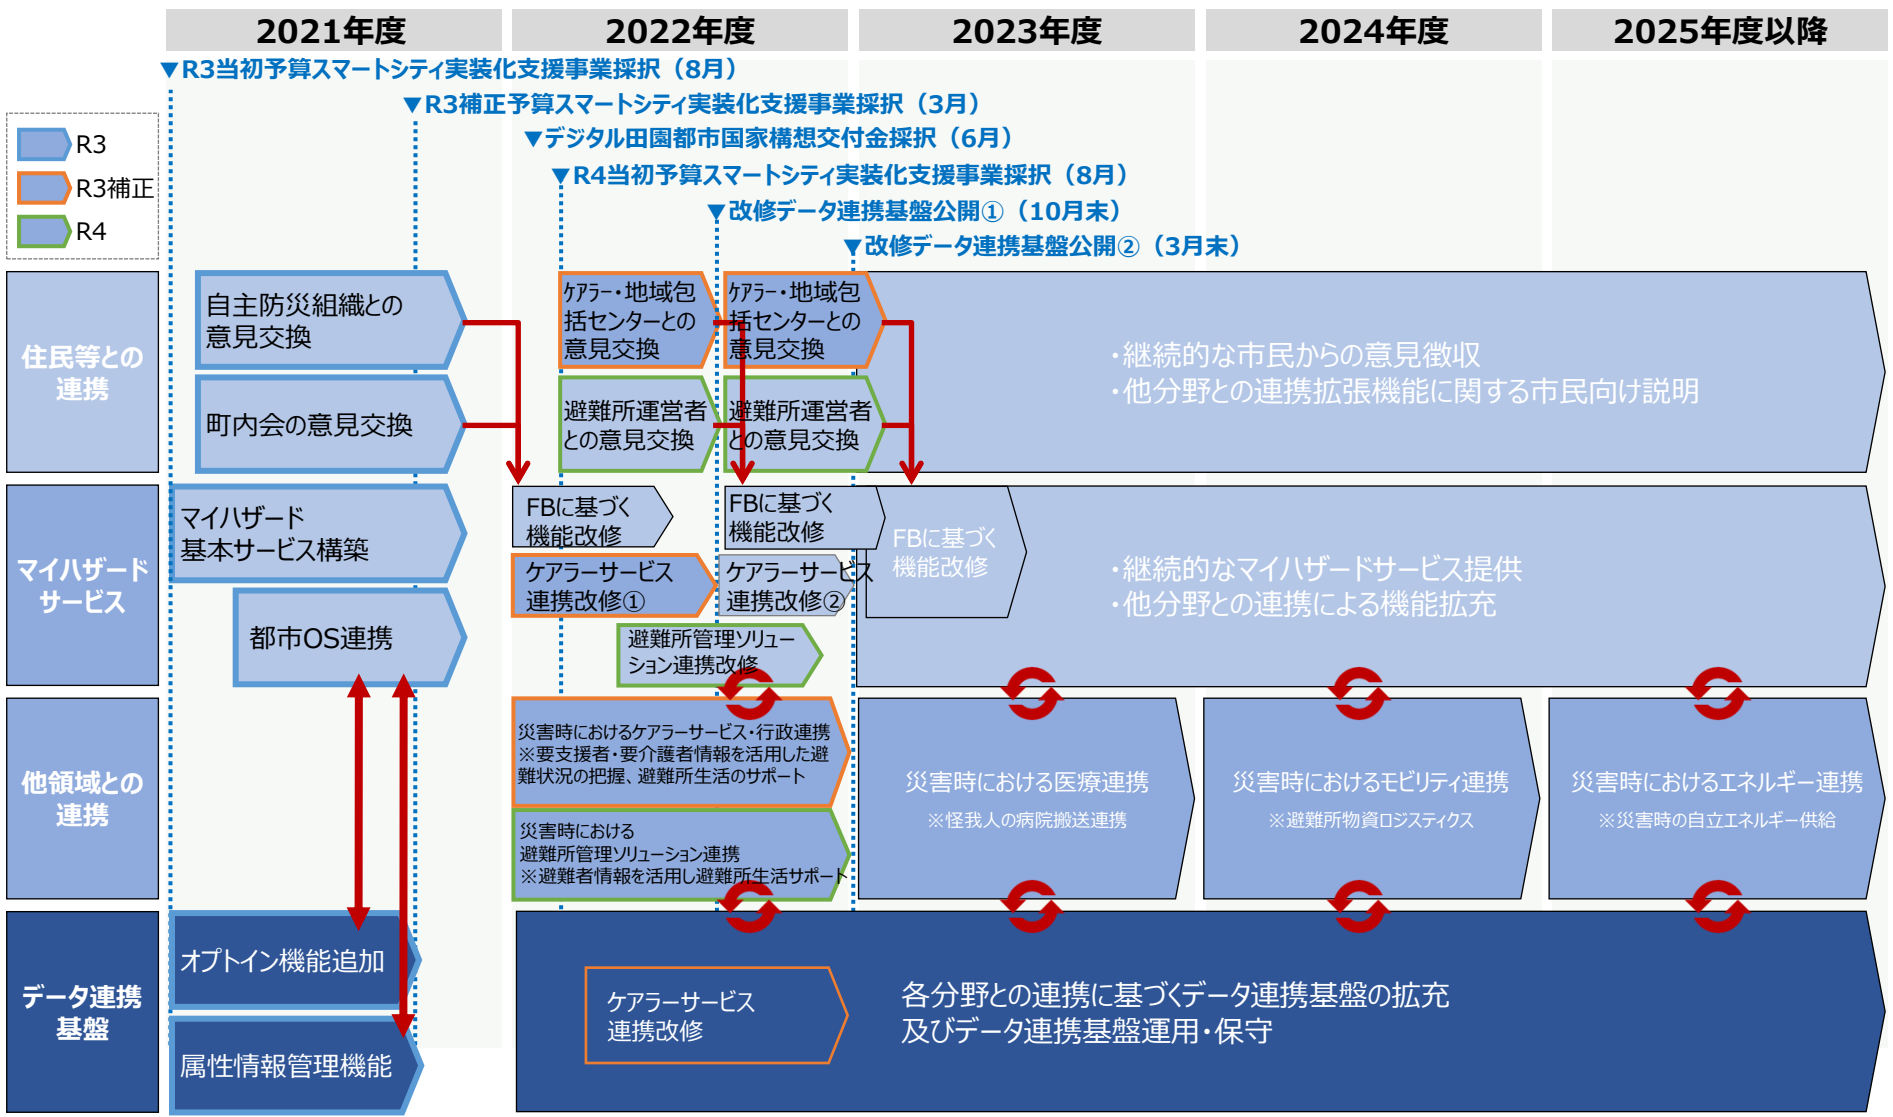 2021年度
2022年度
2023年度
2024年度
2025年度以降
▼R3当初予算スマートシティ実装化支援事業採択（8月）
▼R3補正予算スマートシティ実装化支援事業採択（3月）
▼デジタル田園都市国家構想交付金採択（6月）
▼R4当初予算スマートシティ実装化支援事業採択（8月）
▼改修データ連携基盤公開①（10月末）
▼改修データ連携基盤公開②（3月末）
R3
R3補正
R4
住民等との
連携
自主防災組織との
意見交換
町内会の意見交換
ケアラー・地域包
括センターとの
意見交換
ケアラー・地域包
括センターとの
意見交換
避難所運営者
との意見交換
避難所運営者
との意見交換
・継続的な市民からの意見徴収
・他分野との連携拡張機能に関する市民向け説明
マイハザード
サービス
マイハザード
基本サービス構築
都市OS連携
FBに基づく
機能改修
FBに基づく
機能改修
FBに基づく
機能改修
ケアラーサービス
連携改修①
ケアラーサービス
連携改修②
避難所管理ソリュー
ション連携改修
・継続的なマイハザードサービス提供
・他分野との連携による機能拡充
他領域との
連携
災害時におけるケアラーサービス・行政連携
※要支援者・要介護者情報を活用した避
難状況の把握、避難所生活のサポート
災害時における
避難所管理ソリューション連携
※避難者情報を活用し避難所生活サポート
災害時における医療連携
※怪我人の病院搬送連携
災害時におけるモビリティ連携
※避難所物資ロジスティクス
災害時におけるエネルギー連携
※災害時の自立エネルギー供給
データ連携
基盤
オプトイン機能追加
属性情報管理機能
ケアラーサービス
連携改修
各分野との連携に基づくデータ連携基盤の拡充
及びデータ連携基盤運用・保守